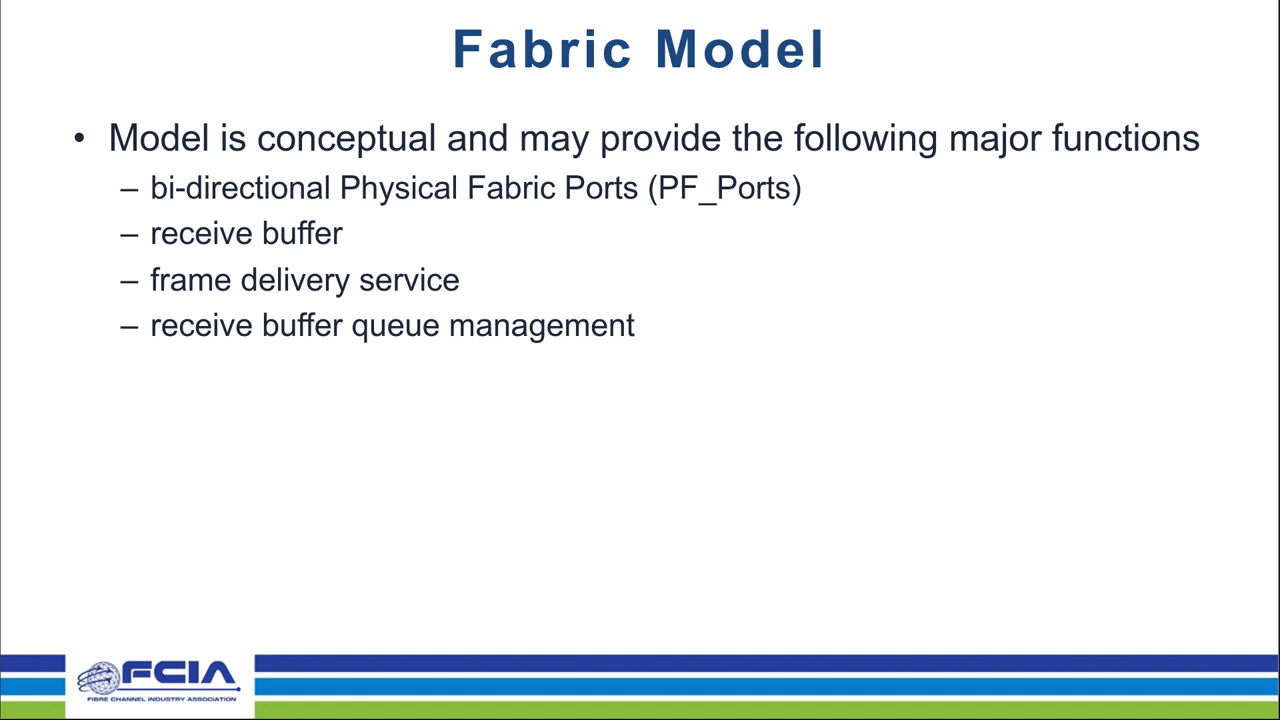 Fabric Model
• Model is conceptual and may provide the following major functions
– bi-directional Physical Fabric Ports (PF_Ports)
– receive buffer
– frame delivery service
– receive buffer queue management
FCIA
FIBRE CHANNEL INDUSTRY ASSOCIATION